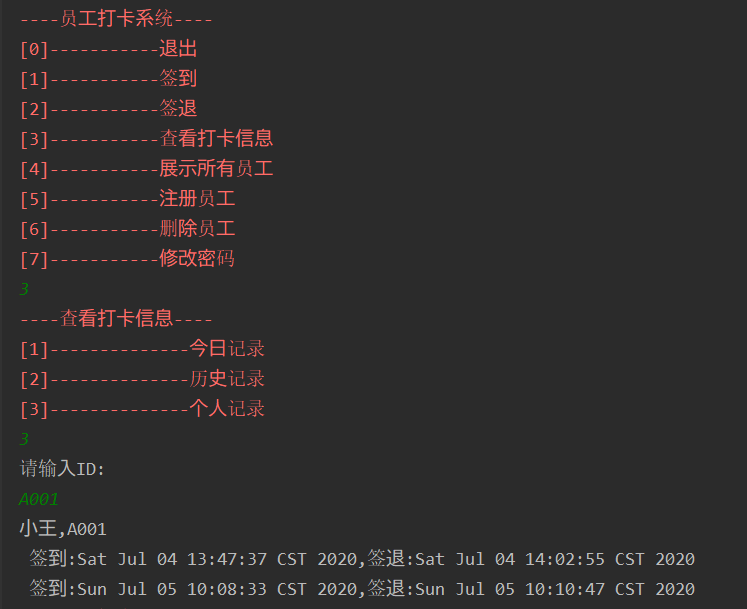 ----员工打卡系统----
[0]-----------退出
[1]-----------签到
[2]-----------签退
[3]-----------查看打卡信息
[4]-----------展示所有员工
[5]-----------注册员工
[6]-----------删除员工
[7]-----------修改密码
3
----查看打卡信息----
[1]--------------今日记录
[2]--------------历史记录
[3]--------------个人记录
3
请输入ID:
A001
小王,A001
签到:Sat Jul 04 13:47:37 CST 2020,签退:Sat Jul 04 14:02:55 CST 2020
签到:Sun Jul 05 10:08:33 CST 2020,签退:Sun Jul 05 10:10:47 CST 2020